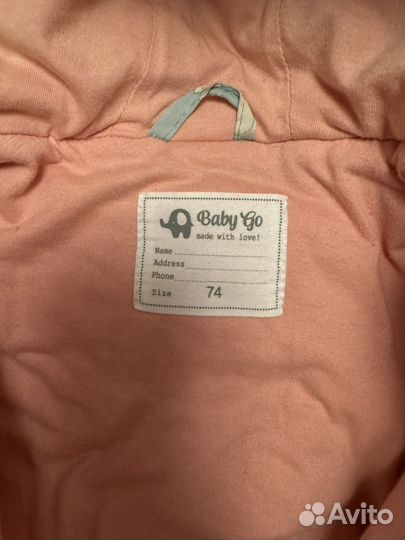 Baby Go
made with love!
Name
Address
Phone
Size 74
Avito